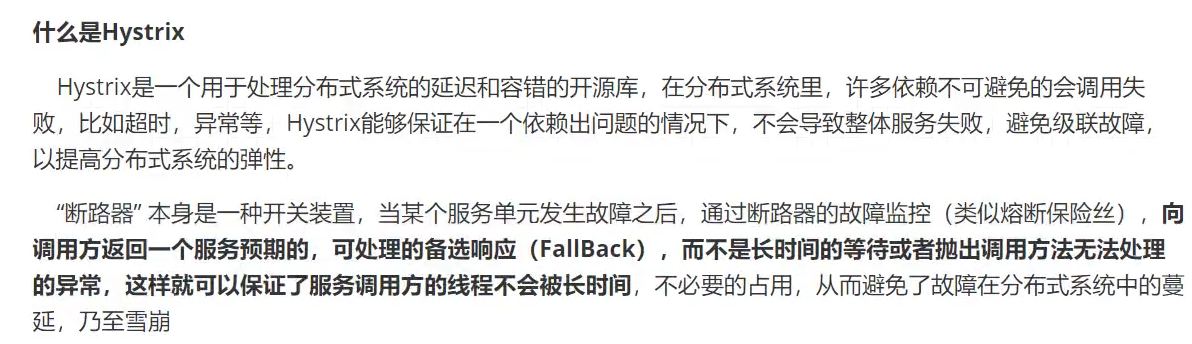 什么是Hystrix
Hystrix是一个用于处理分布式系统的延迟和容错的开源库，在分布式系统里，许多依赖不可避免的会调用失
败，比如超时，异常等，Hystrix能够保证在一个依赖出问题的情况下，不会导致整体服务失败，避免级联故障，
以提高分布式系统的弹性。
“断路器” 本身是一种开关装置，当某个服务单元发生故障之后，通过断路器的故障监控（类似熔断保险丝），向
调用方返回一个服务预期的，可处理的备选响应（FallBack），而不是长时间的等待或者抛出调用方法无法处理
的异常，这样就可以保证了服务调用方的线程不会被长时间，不必要的占用，从而避免了故障在分布式系统中的蔓
延，乃至雪崩